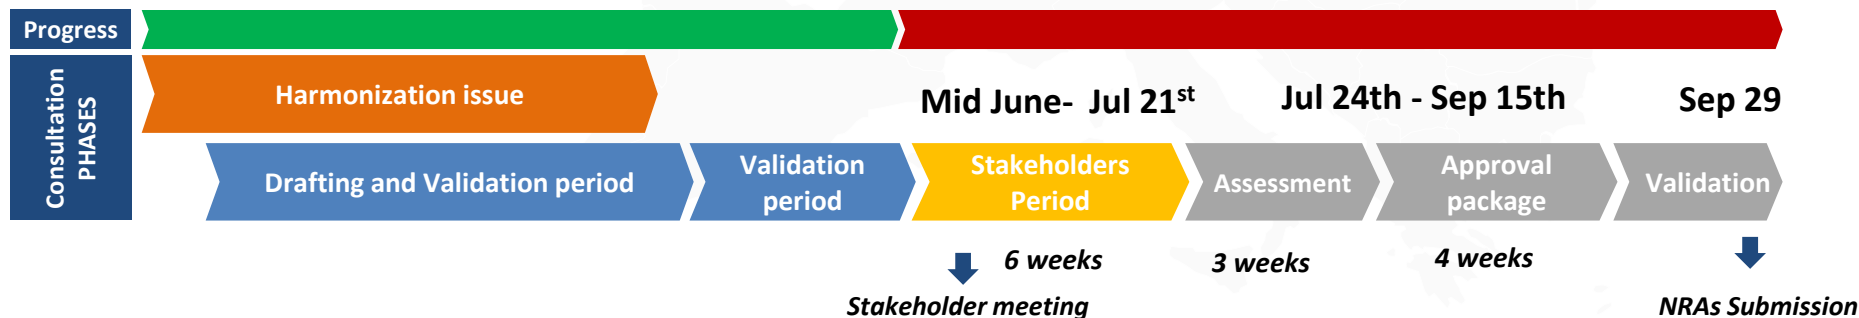 Progress
Consultation
PHASES
Harmonization issue
Mid June-  Jul 21st
Jul 24th - Sep 15th
Sep 29
Drafting and Validation period
Validation
period
Stakeholders
Period
Assessment
Approval
package
Validation
6 weeks
3 weeks
4 weeks
Stakeholder meeting
NRAs Submission